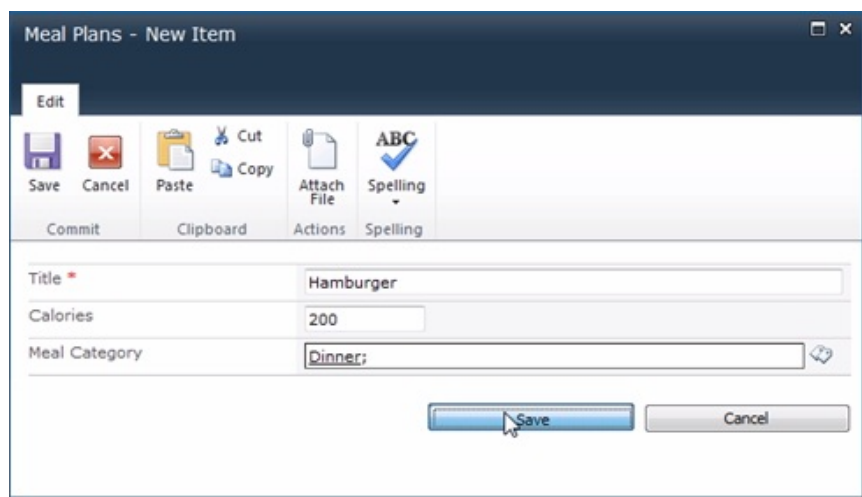 Meal Plans - New Item
Edit
Save Cancel Paste Cut Copy Attach File ABC Spelling
Commit Clipboard Actions Spelling
Title * Hamburger
Calories 200
Meal Category Dinner;
Save Cancel